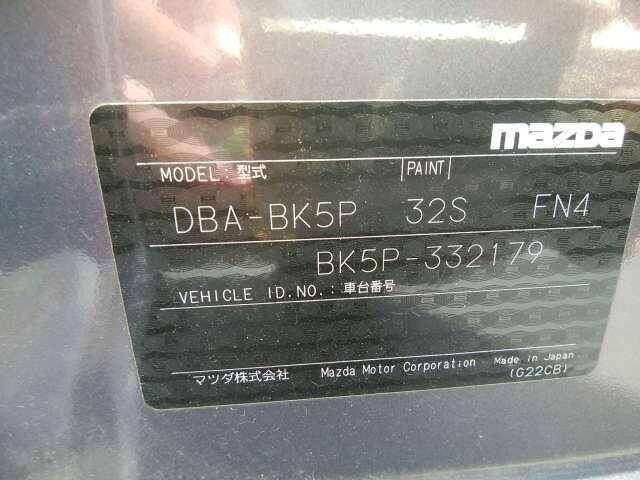 mazda
MODEL:型式 PAINT
DBA-BK5P 32S FN4
BK5P-332179
VEHICLE ID.NO.:車台番号
マツダ株式会社 Mazda Motor Corporation Made in Japan
(G22CB)